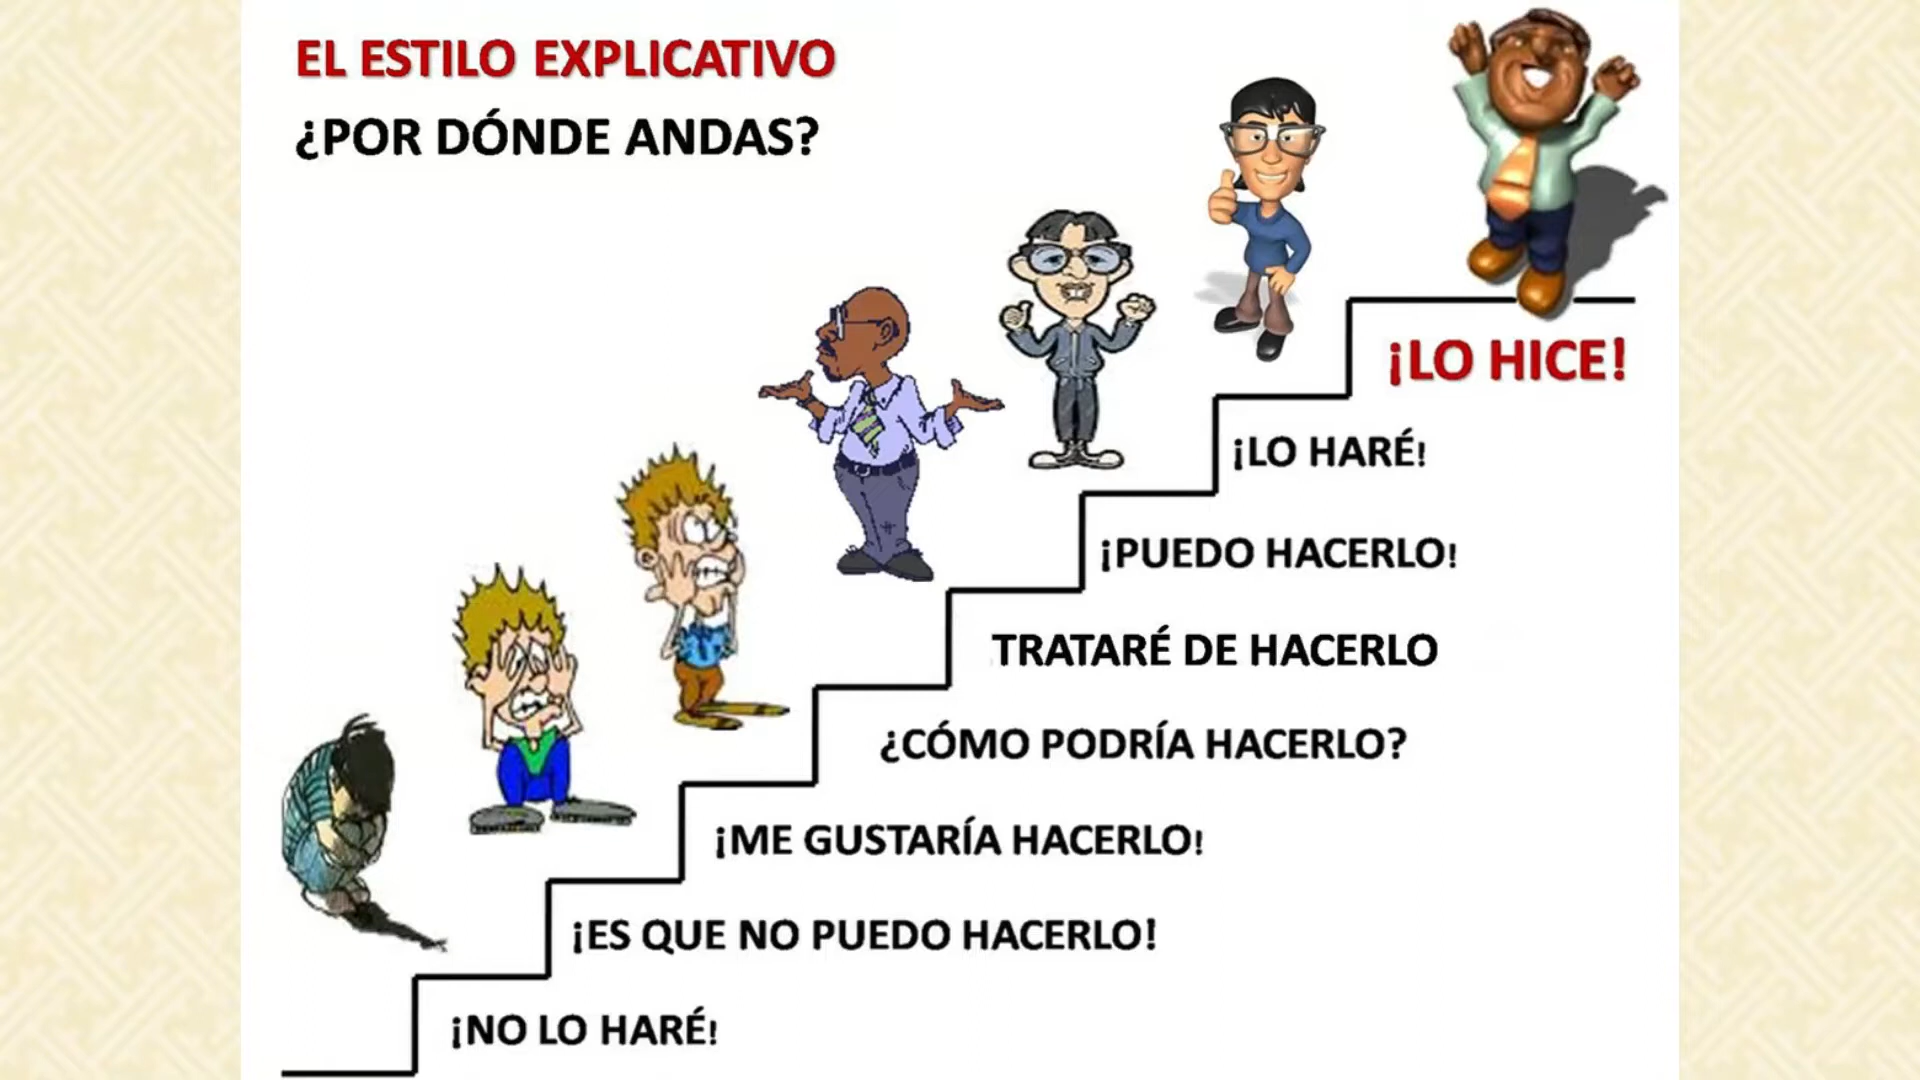 EL ESTILO EXPLICATIVO
¿POR DÓNDE ANDAS?
¡LO HICE!
¡LO HARÉ!
¡PUEDO HACERLO!
TRATARÉ DE HACERLO
¿CÓMO PODRÍA HACERLO?
¡ME GUSTARÍA HACERLO!
¡ES QUE NO PUEDO HACERLO!
¡NO LO HARÉ!